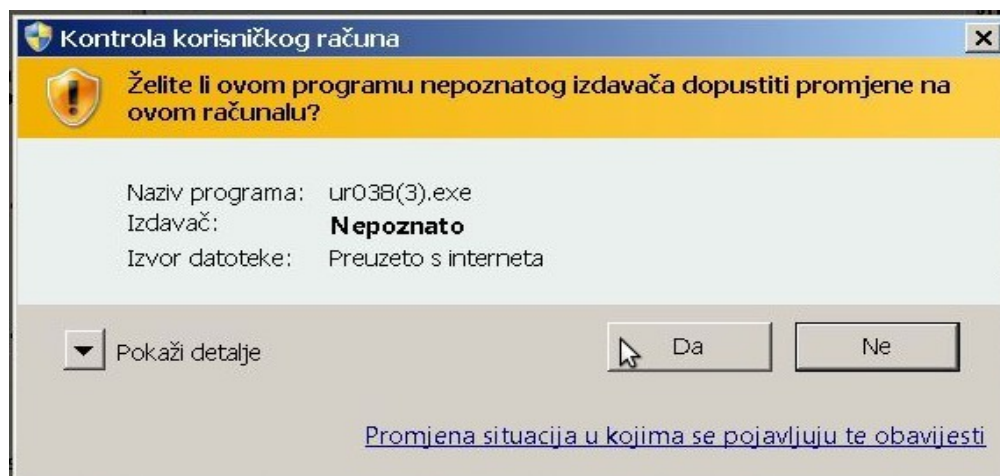 Kontrola korisničkog računa
Želite li ovom programu nepoznatog izdavača dopustiti promjene na
ovom računalu?
Naziv programa: ur038(3).exe
Izdavač: Nepoznato
Izvor datoteke: Preuzeto s interneta
Pokaži detalje
Da
Ne
Promjena situacija u kojima se pojavljuju te obavijesti